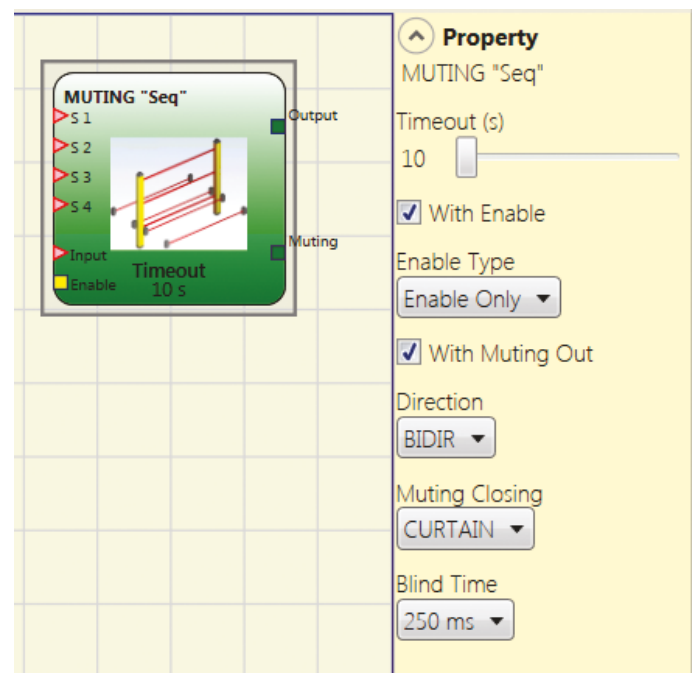 MUTING "Seq"
S 1
Output
S 2
S 3
S 4
Input
Muting
Enable
Timeout
10 s
Property
MUTING "Seq"
Timeout (s)
10
With Enable
Enable Type
Enable Only
With Muting Out
Direction
BIDIR
Muting Closing
CURTAIN
Blind Time
250 ms